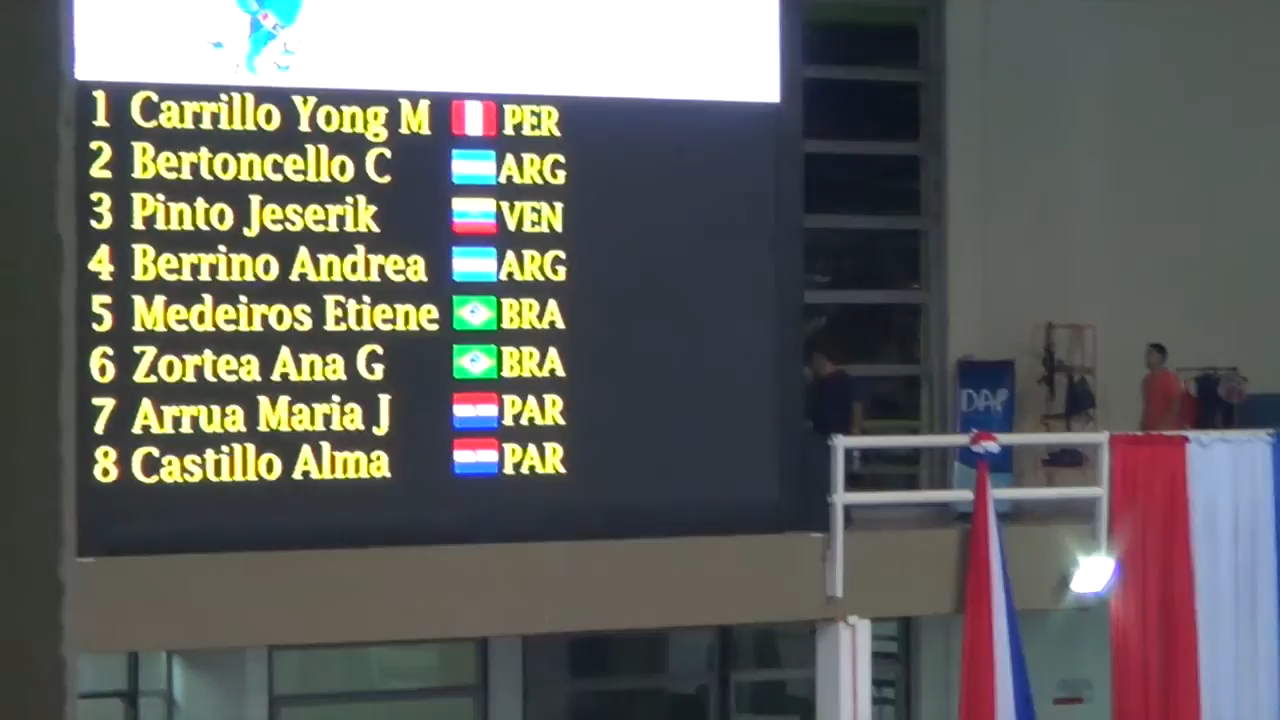 1 Carrillo Yong M PER
2 Bertoncello C ARG
3 Pinto Jeserik VEN
4 Berrino Andrea ARG
5 Medeiros Etiene BRA
6 Zortea Ana G BRA
7 Arrua Maria J PAR
8 Castillo Alma PAR
DAP